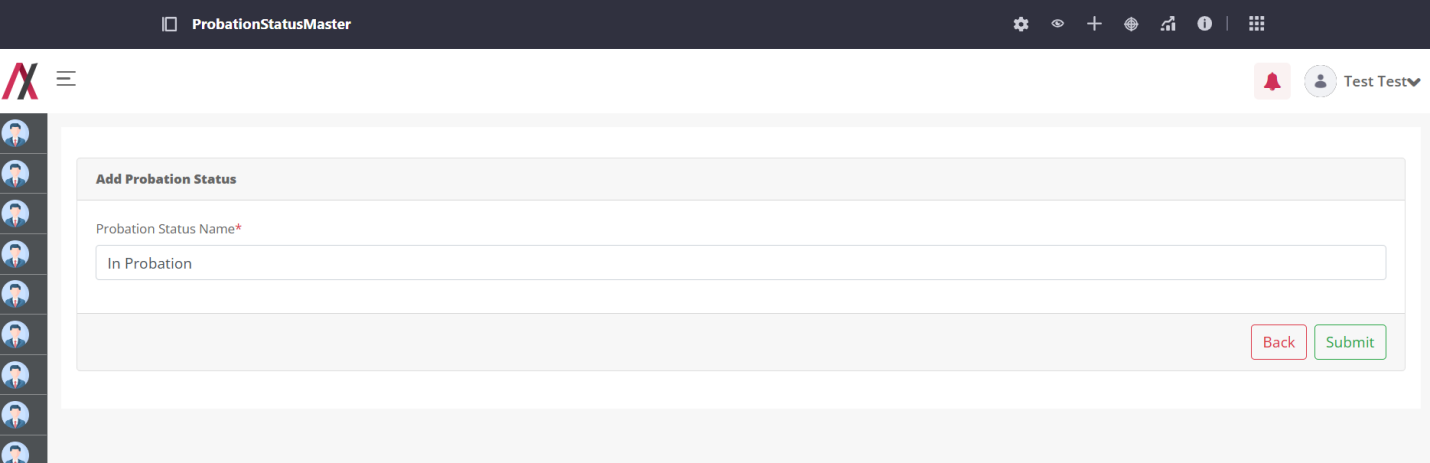 ProbationStatusMaster
Test Test
Add Probation Status
Probation Status Name*
In Probation
Back
Submit